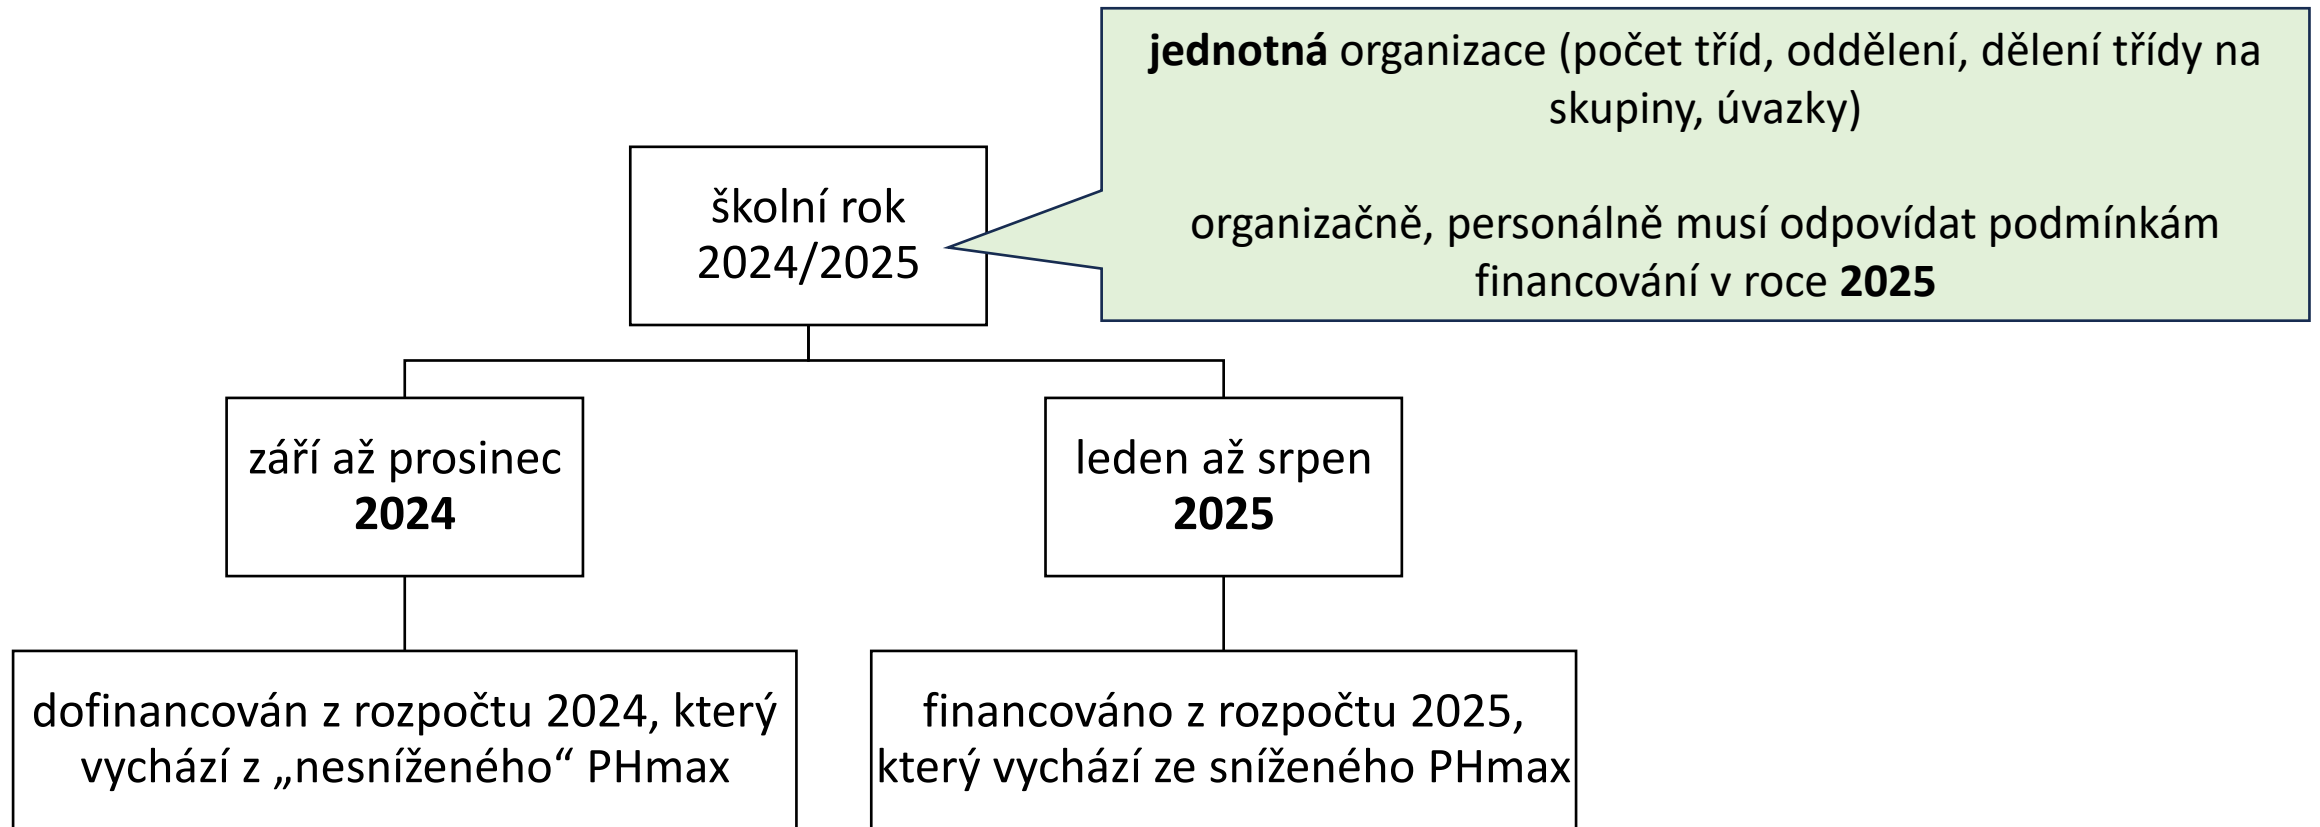 jednotná organizace (počet tříd, oddělení, dělení třídy na
skupiny, úvazky)
organizačně, personálně musí odpovídat podmínkám
financování v roce 2025
školní rok
2024/2025
září až prosinec
2024
leden až srpen
2025
dofinancován z rozpočtu 2024, který
vychází z „nesníženého“ PHmax
financováno z rozpočtu 2025,
který vychází ze sníženého PHmax